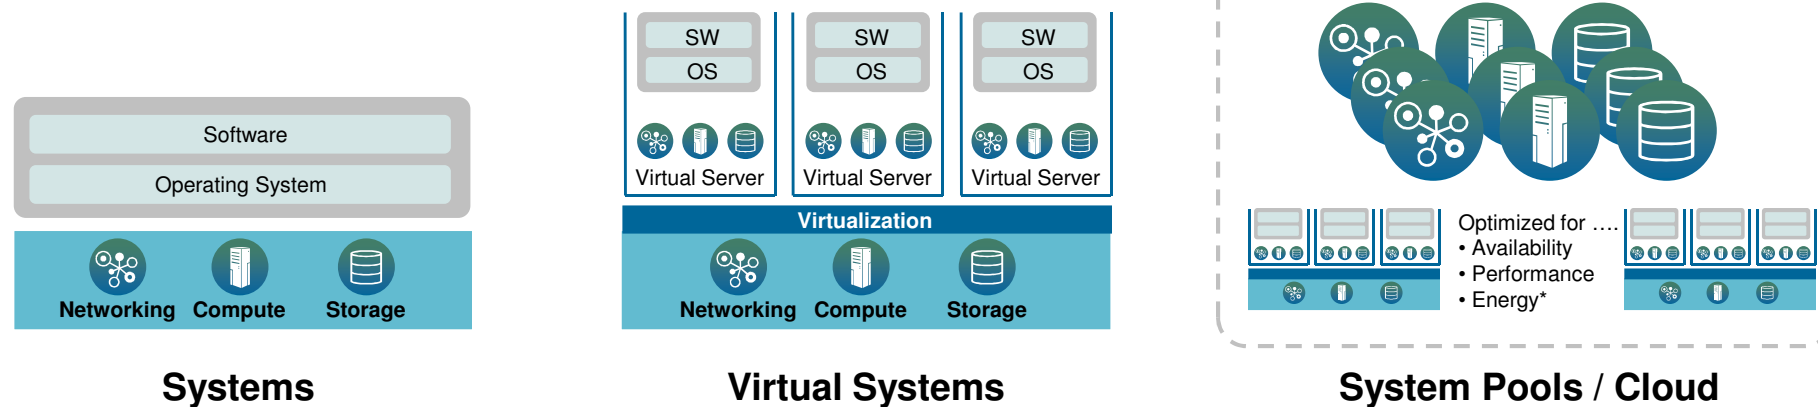 Software
Operating System
Networking Compute Storage
Systems
SW SW SW
OS OS OS
Virtual Server Virtual Server Virtual Server
Virtualization
Networking Compute Storage
Virtual Systems
Optimized for ....
• Availability
• Performance
• Energy*
System Pools / Cloud